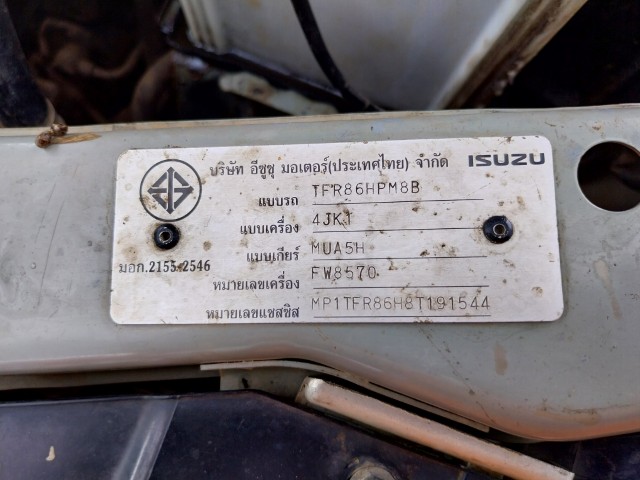 บริษัท อีซูซุ มอเตอร์(ประเทศไทย) จำกัด ISUZU
แบบรถ TFR86HPM8B
แบบเครื่อง 4JK1
แบบเกียร์ MUA5H
มอก.2155-2546
หมายเลขเครื่อง FW8570
หมายเลขแชสซิส MP1TFR86H8T191544